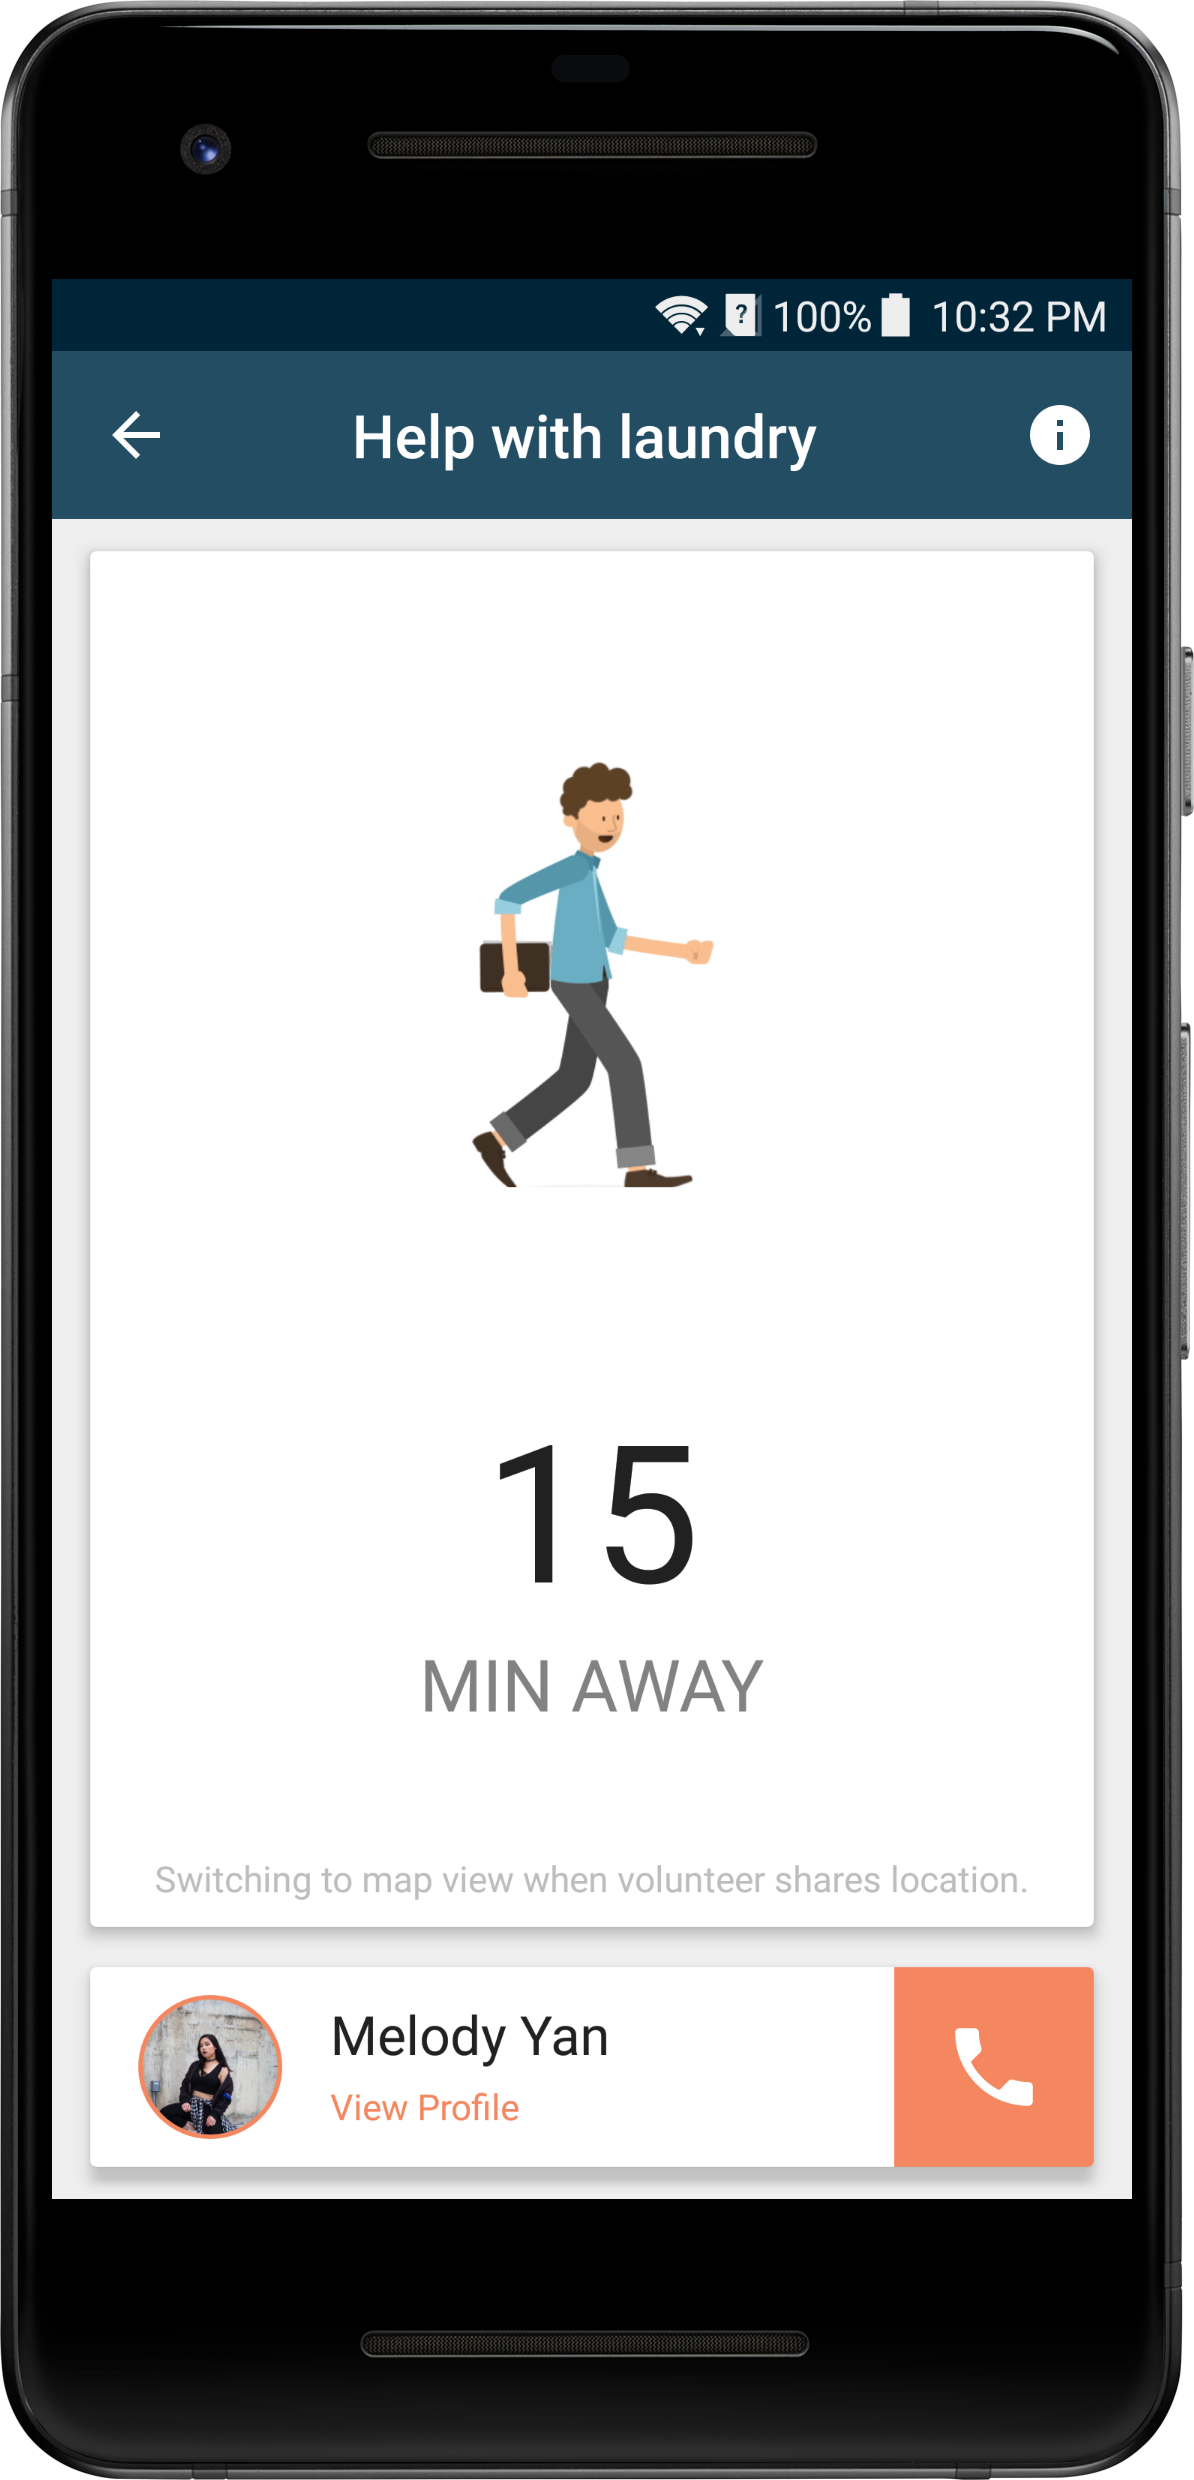 100% 10:32 PM
Help with laundry
15
MIN AWAY
Switching to map view when volunteer shares location.
Melody Yan
View Profile